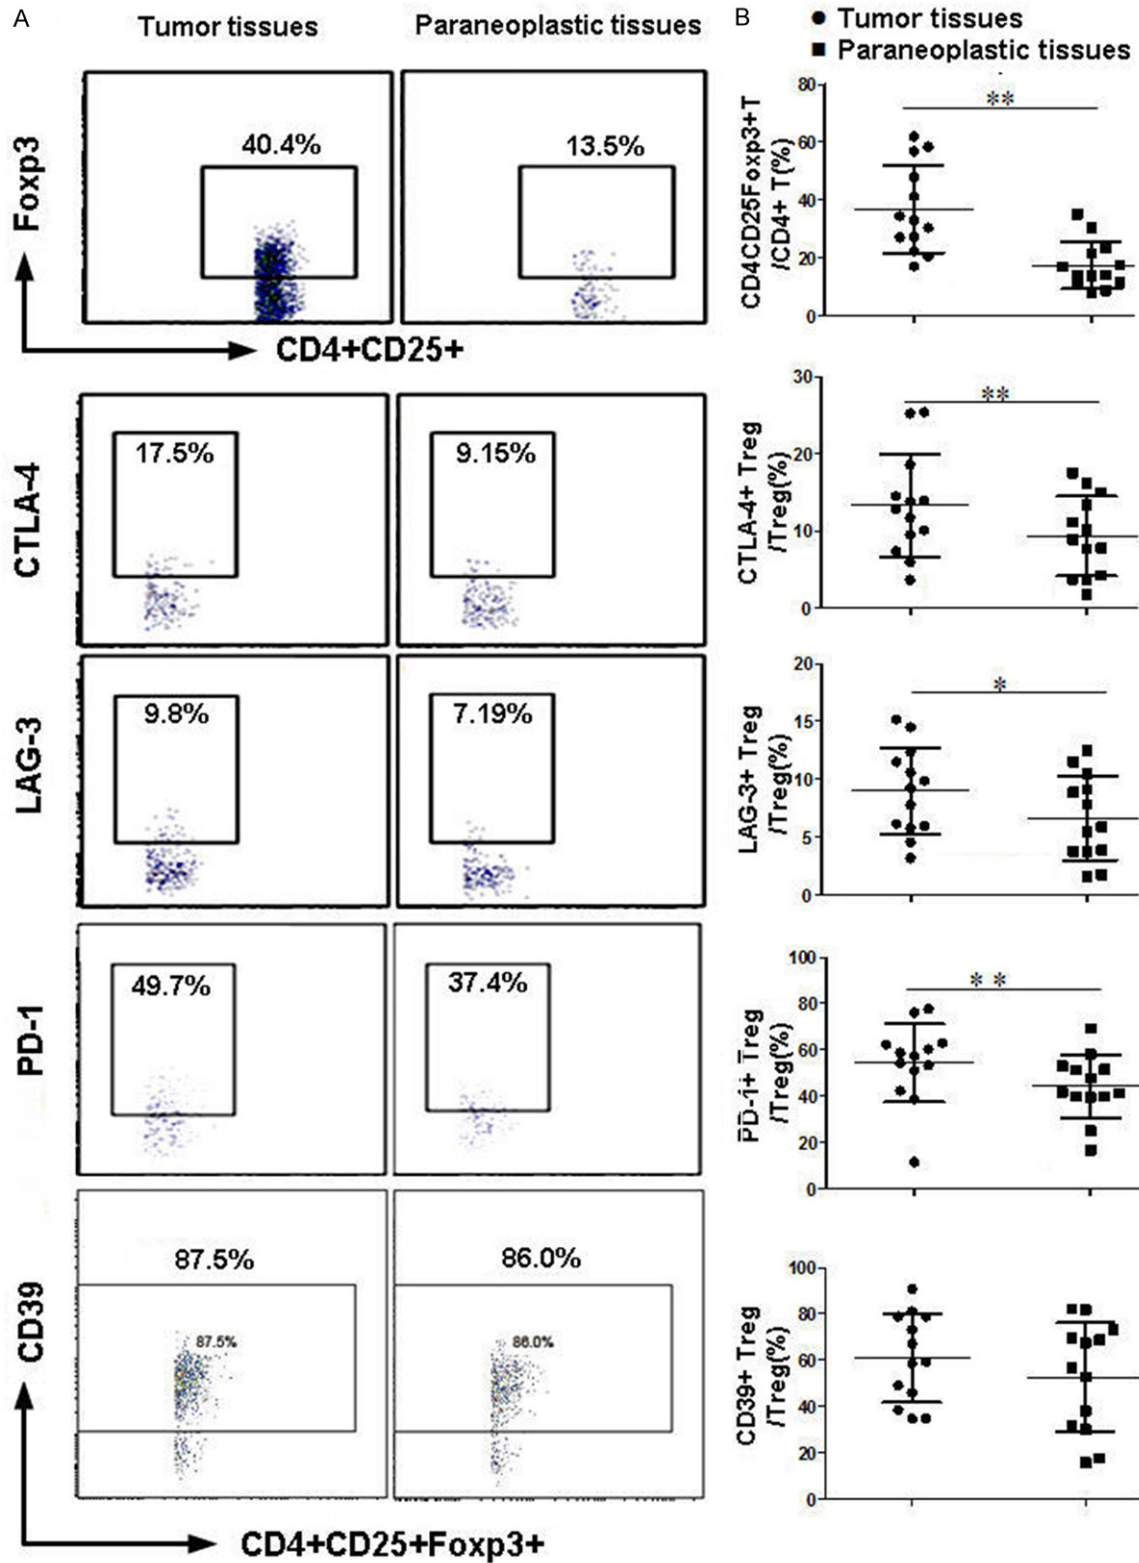 A
Tumor tissues
Paraneoplastic tissues
Foxp3
40.4%
13.5%
CD4+CD25+
CTLA-4
17.5%
9.15%
LAG-3
9.8%
7.19%
PD-1
49.7%
37.4%
CD39
87.5%
86.0%
87.5%
86.0%
CD4+CD25+Foxp3+
B
Tumor tissues
Paraneoplastic tissues
CD4CD25Foxp3+T
/CD4+ T(%)
80
60
40
20
0
**
CTLA-4+ Treg
/Treg(%)
30
20
10
0
**
LAG-3+ Treg
/Treg(%)
20
15
10
5
0
*
PD-1+ Treg
/Treg(%)
100
80
60
40
20
0
* *
CD39+ Treg
/Treg(%)
100
80
60
40
20
0